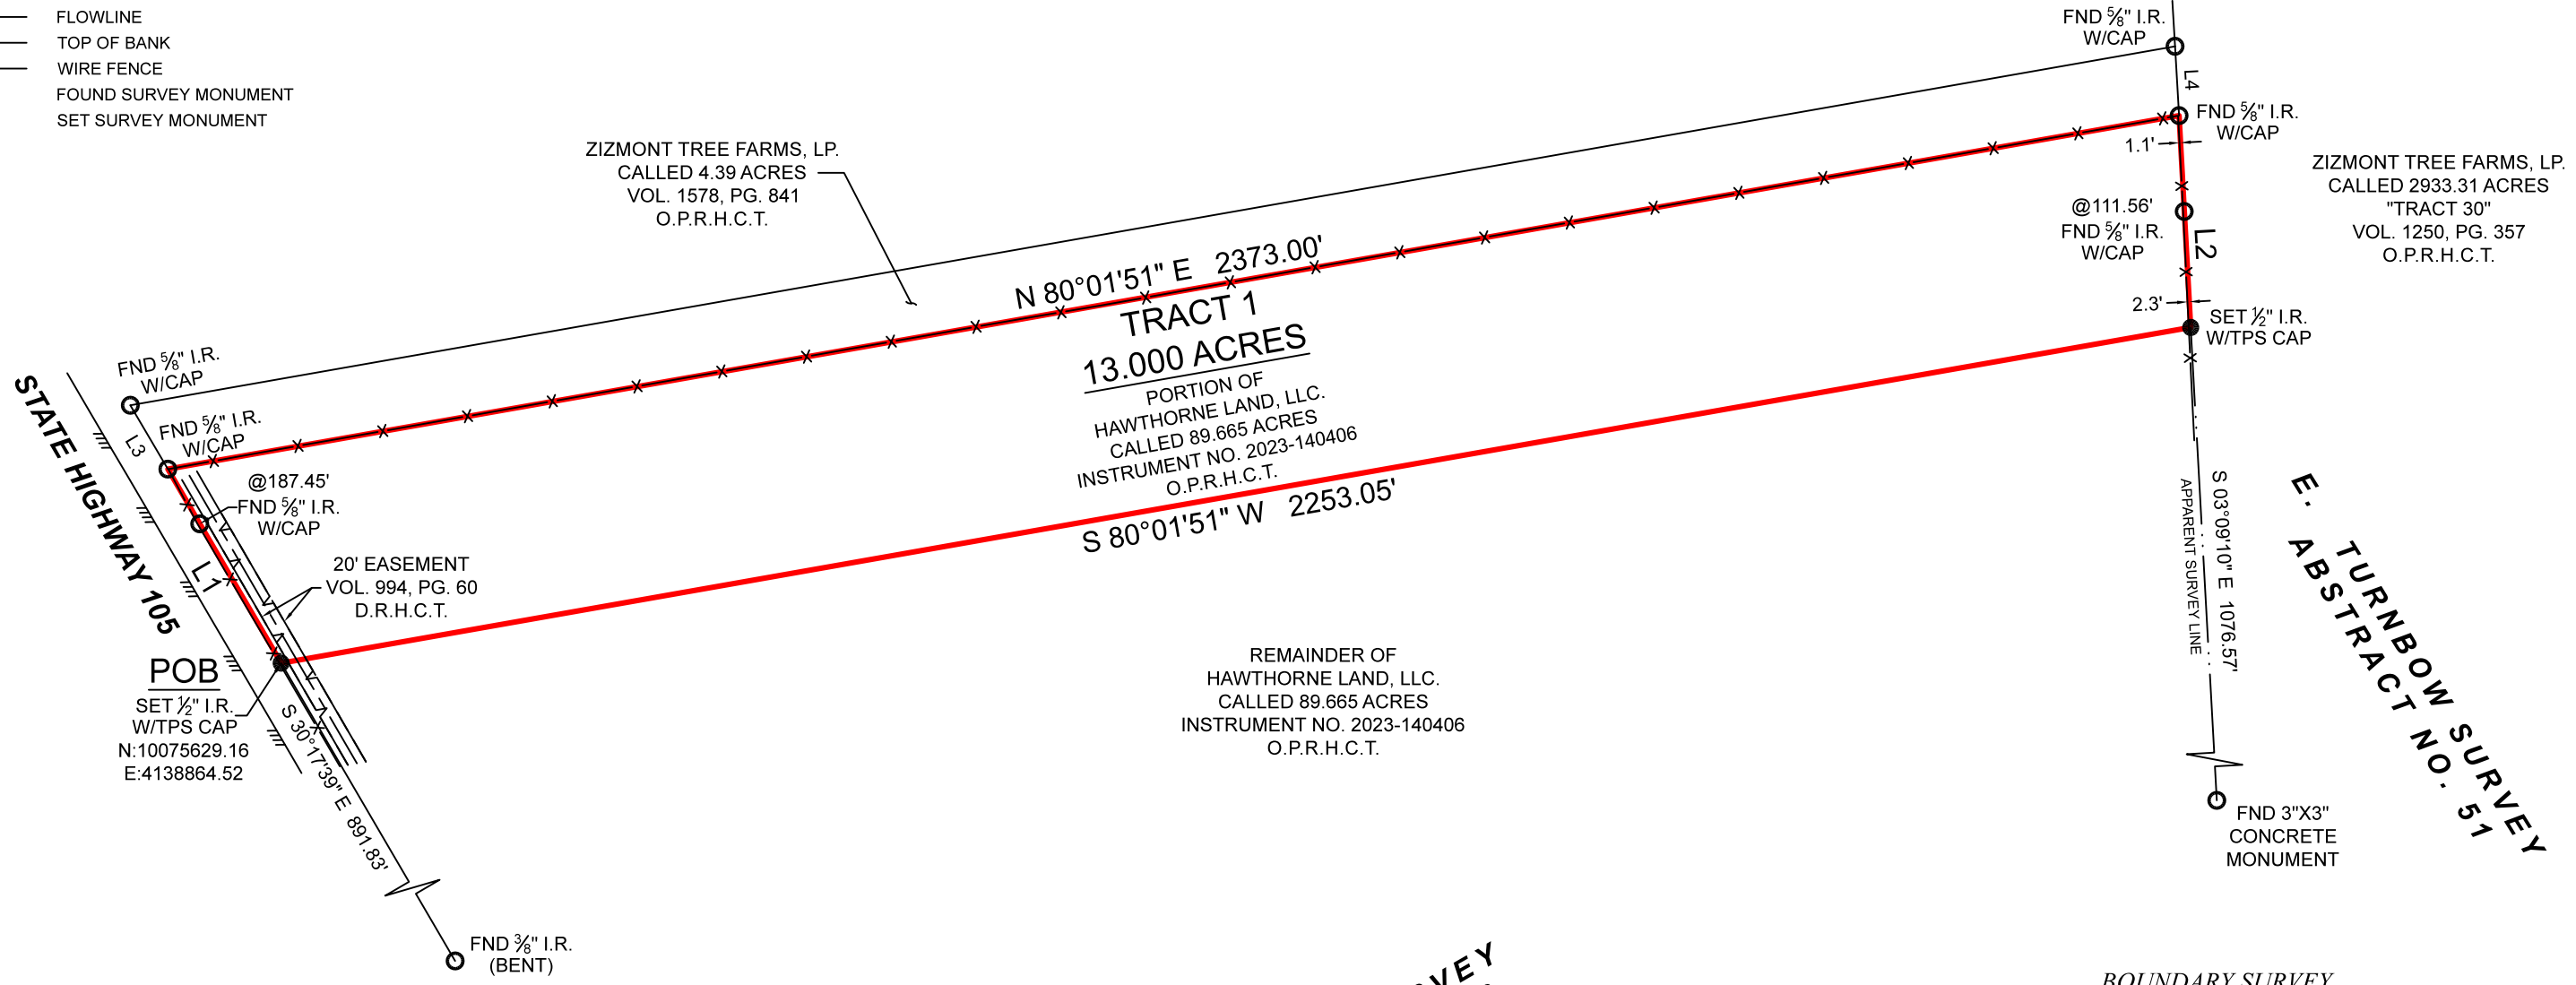 FLOWLINE
TOP OF BANK
WIRE FENCE
FOUND SURVEY MONUMENT
SET SURVEY MONUMENT
ZIZMONT TREE FARMS, LP.
CALLED 4.39 ACRES
VOL. 1578, PG. 841
O.P.R.H.C.T.
FND ⅝" I.R.
W/CAP
L4
FND ⅝" I.R.
W/CAP
1.1'
ZIZMONT TREE FARMS, LP.
CALLED 2933.31 ACRES
"TRACT 30"
VOL. 1250, PG. 357
O.P.R.H.C.T.
@111.56'
FND ⅝" I.R.
W/CAP
L2
2.3'
SET ½" I.R.
W/TPS CAP
N 80°01'51" E 2373.00'
TRACT 1
13.000 ACRES
PORTION OF
HAWTHORNE LAND, LLC.
CALLED 89.665 ACRES
INSTRUMENT NO. 2023-140406
O.P.R.H.C.T.
S 80°01'51" W 2253.05'
FND ⅝" I.R.
W/CAP
L3
FND ⅝" I.R.
W/CAP
@187.45'
FND ⅝" I.R.
W/CAP
STATE HIGHWAY 105
L1
20' EASEMENT
VOL. 994, PG. 60
D.R.H.C.T.
POB
SET ½" I.R.
W/TPS CAP
N:10075629.16
E:4138864.52
S 30°17'39" E 891.83'
FND ⅜" I.R.
(BENT)
REMAINDER OF
HAWTHORNE LAND, LLC.
CALLED 89.665 ACRES
INSTRUMENT NO. 2023-140406
O.P.R.H.C.T.
S 03°09'10" E 1076.57'
APPARENT SURVEY LINE
E. TURNBOW SURVEY
ABSTRACT NO. 51
FND 3"X3"
CONCRETE
MONUMENT
BOUNDARY SURVEY